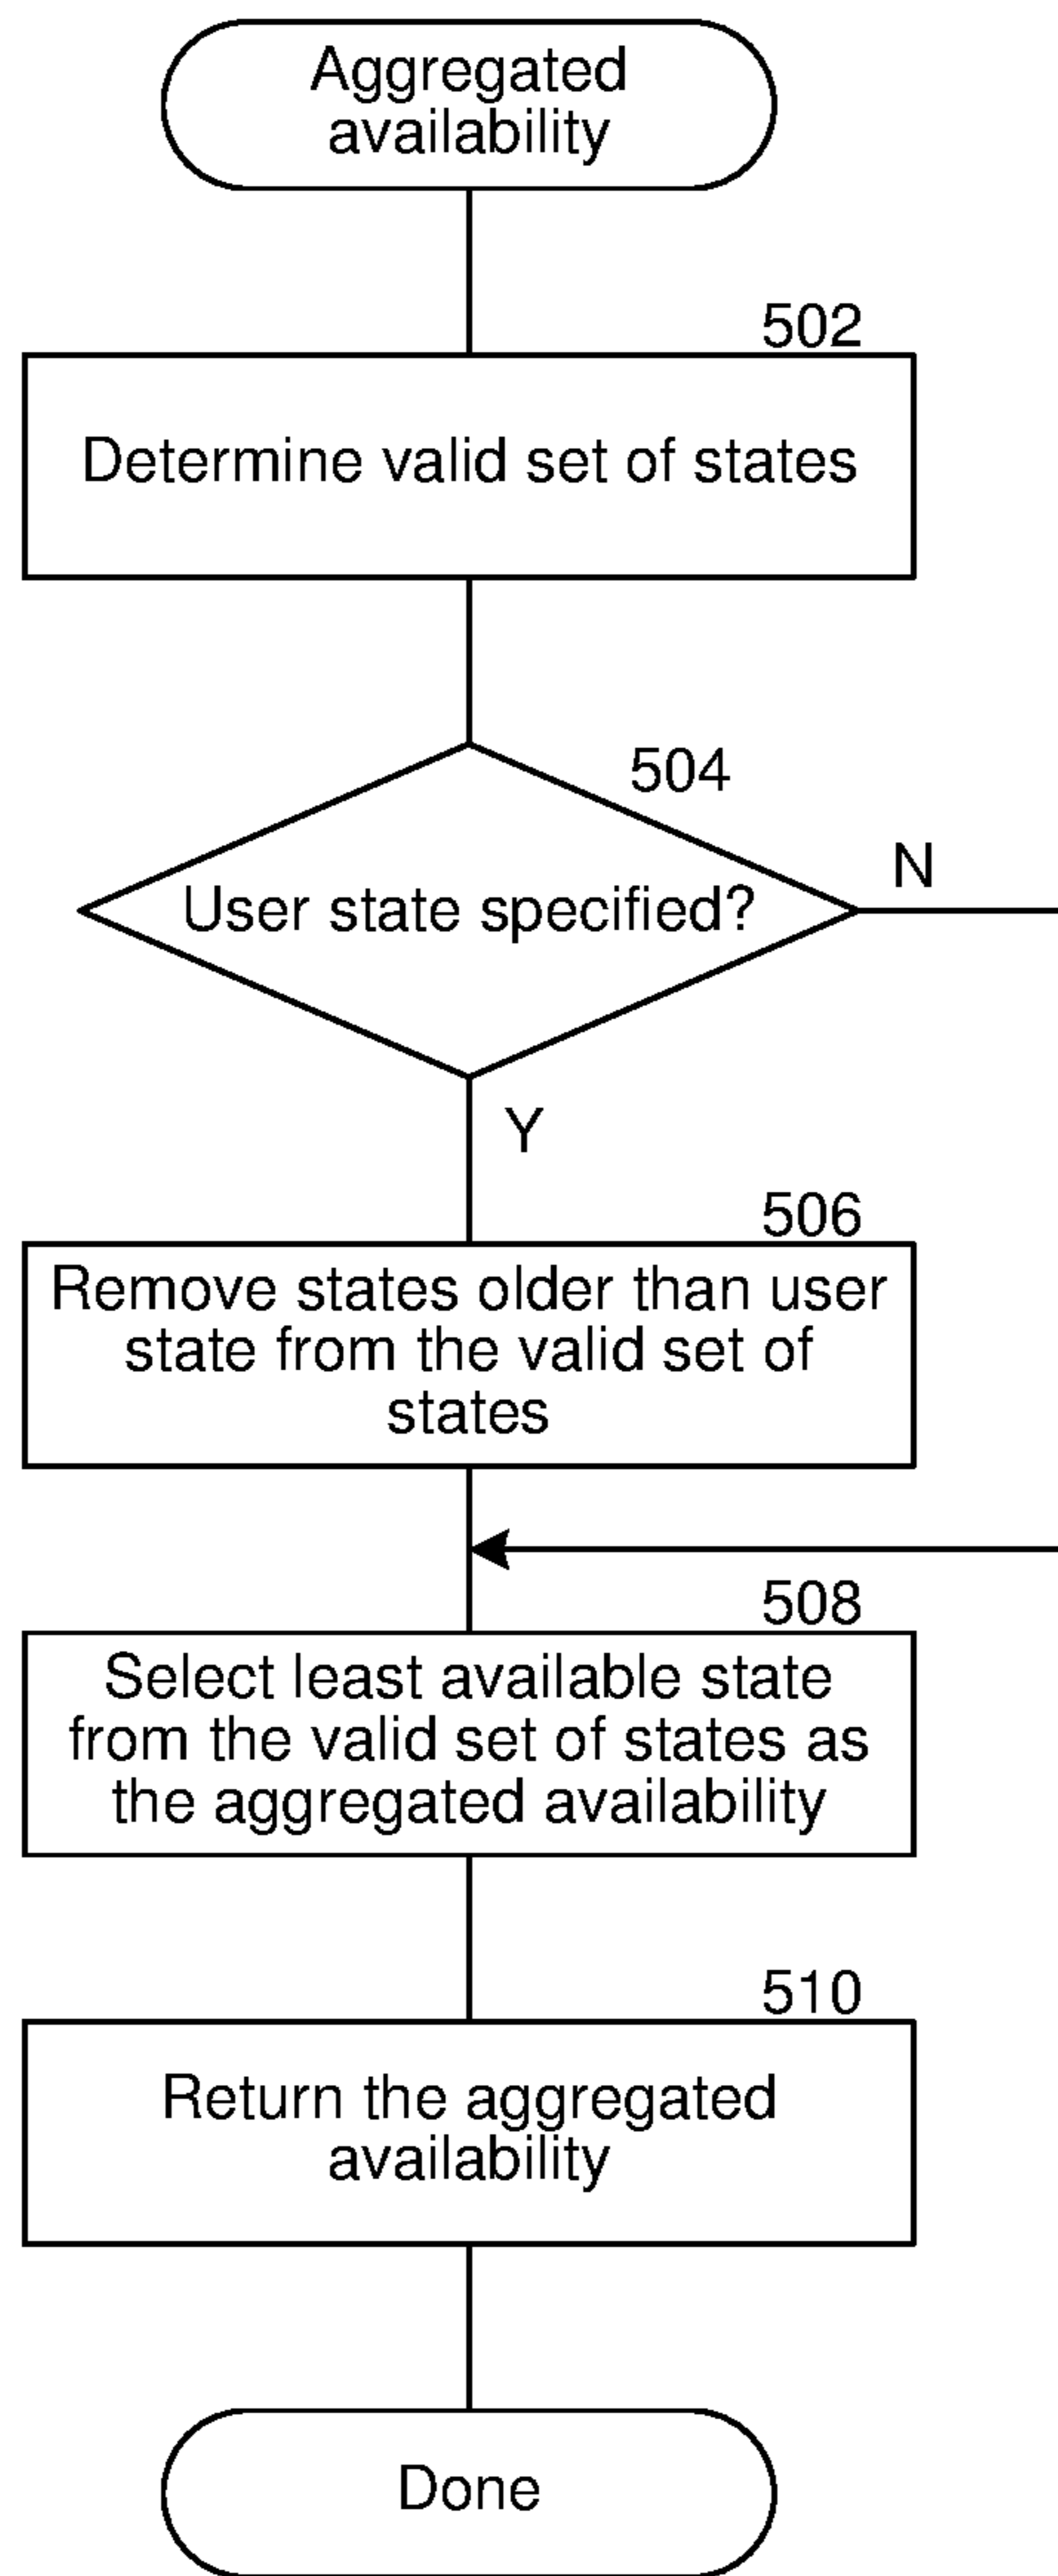 Aggregated
availability
502
Determine valid set of states
504
User state specified?
N
Y
506
Remove states older than user
state from the valid set of
states
508
Select least available state
from the valid set of states as
the aggregated availability
510
Return the aggregated
availability
Done